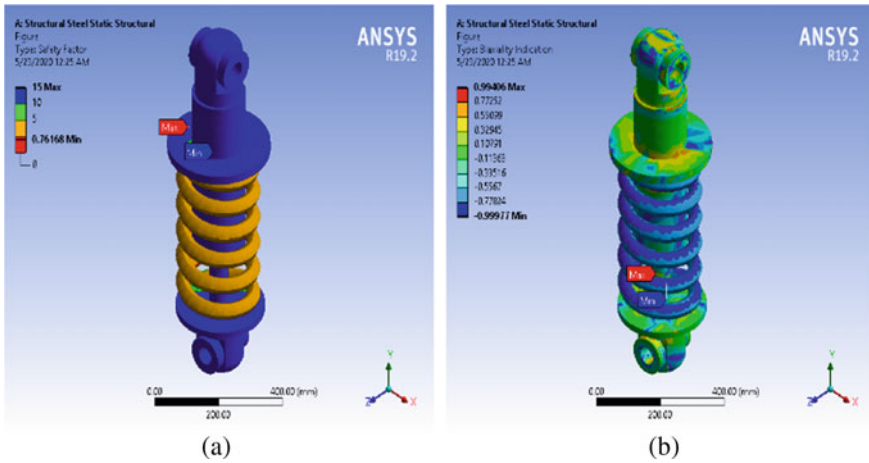 A: Structural Steel Static Structural
Figure
Type: Safety Factor
5/23/2020 12:25 AM
ANSYS
R19.2
15 Max
10
5
0.76168 Min
0
Max
Min
0.00
400.00 (mm)
200.00
Y
Z
X
(a)
A: Structural Steel Static Structural
Figure
Type: Biaxiality Indication
5/23/2020 12:25 AM
ANSYS
R19.2
0.99406 Max
0.77252
0.55099
0.32945
0.10791
-0.11363
-0.33516
-0.5567
-0.77824
-0.99977 Min
Max
Min
0.00
400.00 (mm)
200.00
Y
Z
X
(b)